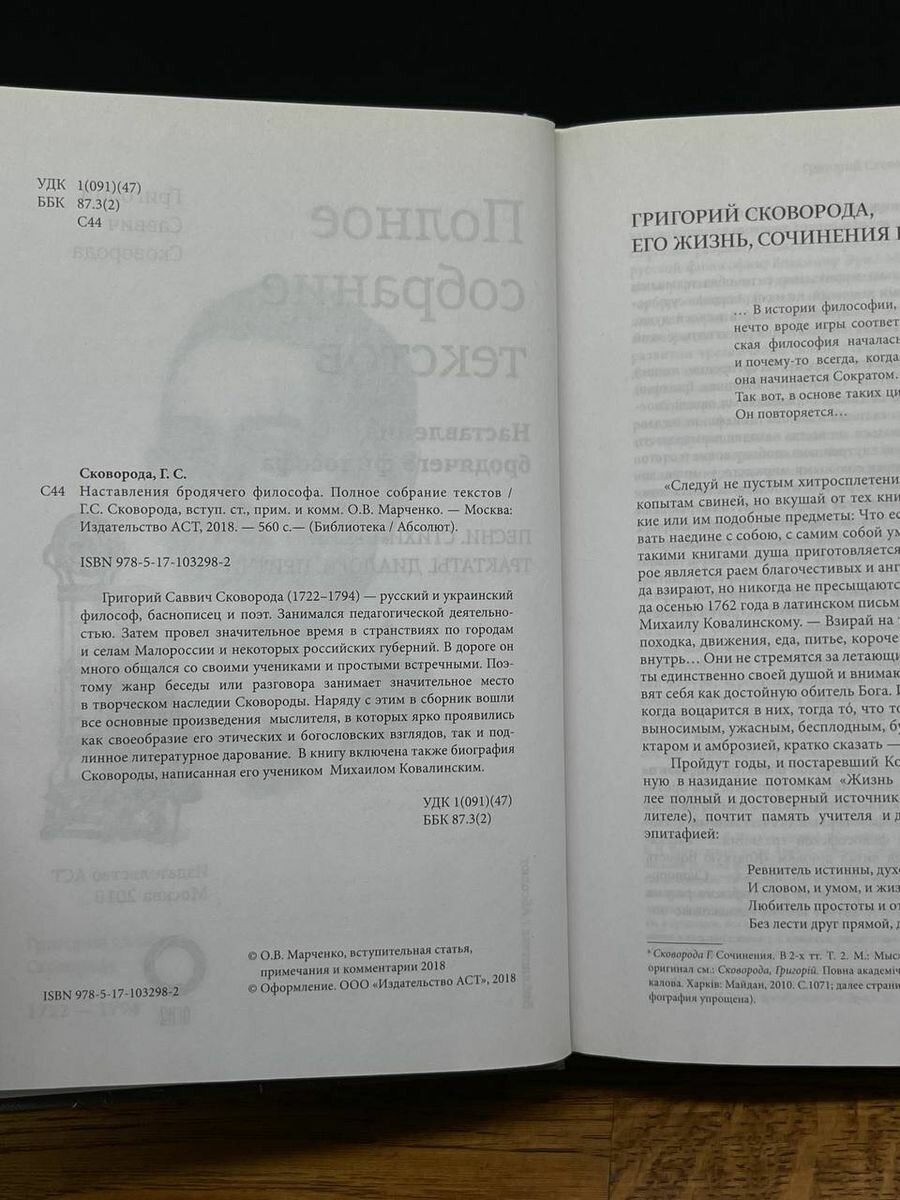 УДК 1(091)(47)
ББК 87.3(2)
С44
Сковорода, Г. С.
С44 Наставления бродячего философа. Полное собрание текстов /
Г.С. Сковорода, вступ. ст., прим. и комм. О.В. Марченко. — Москва:
Издательство АСТ, 2018. — 560 с.— (Библиотека / Абсолют).
ISBN 978-5-17-103298-2
Григорий Саввич Сковорода (1722–1794) — русский и украинский
философ, баснописец и поэт. Занимался педагогической деятельно-
стью. Затем провел значительное время в странствиях по городам
и селам Малороссии и некоторых российских губерний. В дороге он
много общался со своими учениками и простыми встречными. Поэ-
тому жанр беседы или разговора занимает значительное место
в творческом наследии Сковороды. Наряду с этим в сборник вошли
все основные произведения мыслителя, в которых ярко проявились
как своеобразие его этических и богословских взглядов, так и под-
линное литературное дарование. В книгу включена также биография
Сковороды, написанная его учеником Михаилом Ковалинским.
УДК 1(091)(47)
ББК 87.3(2)
© О.В. Марченко, вступительная статья,
примечания и комментарии 2018
ISBN 978-5-17-103298-2
© Оформление. ООО «Издательство АСТ», 2018
ГРИГОРИЙ СКОВОРОДА,
ЕГО ЖИЗНЬ, СОЧИНЕНИЯ
… В истории философии,
нечто вроде игры соответ
ская философия началась
и почему-то всегда, когда
она начинается Сократом.
Так вот, в основе таких ци
Он повторяется…
«Следуй не пустым хитросплетени
копытам свиней, но вкушай от тех кни
кие или им подобные предметы: Что ес
вать наедине с собою, с самим собой ум
такими книгами душа приготовляется
рое является раем благочестивых и анг
да взирают, но никогда не пресыщаются
да осенью 1762 года в латинском письм
Михаилу Ковалинскому. — Взирай на
походка, движения, еда, питье, короче
внутрь… Они не стремятся за летающи
ты единственно своей душой и внимаю
вят себя как достойную обитель Бога. И
когда воцарится в них, тогда то́, что то
выносимым, ужасным, бесплодным, бу
ктаром и амброзией, кратко сказать —
Пройдут годы, и постаревший Ко
ную в назидание потомкам «Жизнь
лее полный и достоверный источник
лителе), почтит память учителя и д
эпитафией:
Ревнитель истинны, духо
И словом, и умом, и жиз
Любитель простоты и от
Без лести друг прямой, д
* Сковорода Г. Сочинения. В 2-х тт. Т. 2. М.: Мысл
оригинал см.: Сковорода, Григорій. Повна академіч
калова. Харків: Майдан, 2010. С.1071; далее страни
фография упрощена).